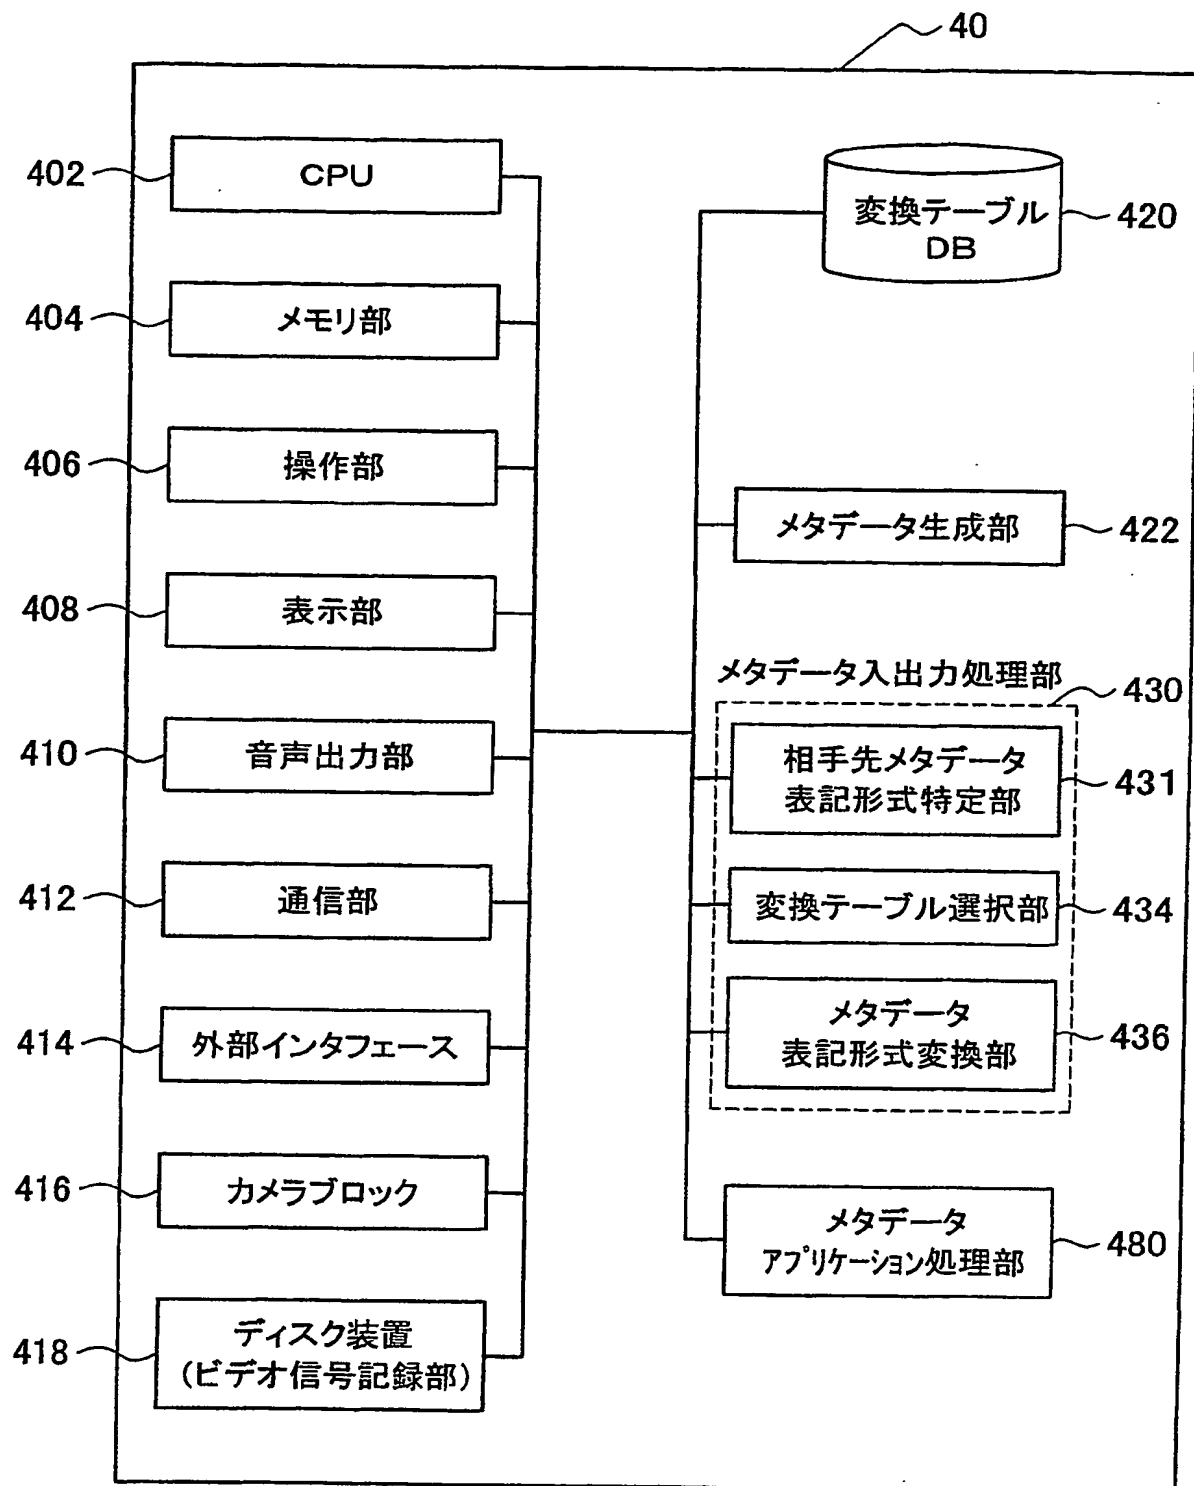 40
402
CPU
404
メモリ部
406
操作部
408
表示部
410
音声出力部
412
通信部
414
外部インタフェース
416
カメラブロック
418
ディスク装置
(ビデオ信号記録部)
変換テーブル
DB
420
メタデータ生成部
422
メタデータ入出力処理部
430
相手先メタデータ
表記形式特定部
431
変換テーブル選択部
434
メタデータ
表記形式変換部
436
メタデータ
アプリケーション処理部
480